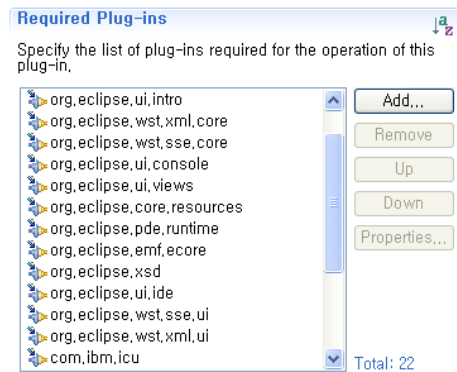 Required Plug-ins
Specify the list of plug-ins required for the operation of this
plug-in.
org.eclipse.ui.intro
org.eclipse.wst.xml.core
org.eclipse.wst.sse.core
org.eclipse.ui.console
org.eclipse.ui.views
org.eclipse.core.resources
org.eclipse.pde.runtime
org.eclipse.emf.ecore
org.eclipse.xsd
org.eclipse.ui.ide
org.eclipse.wst.sse.ui
org.eclipse.wst.xml.ui
com.ibm.icu
Add...
Remove
Up
Down
Properties...
Total: 22
a
z